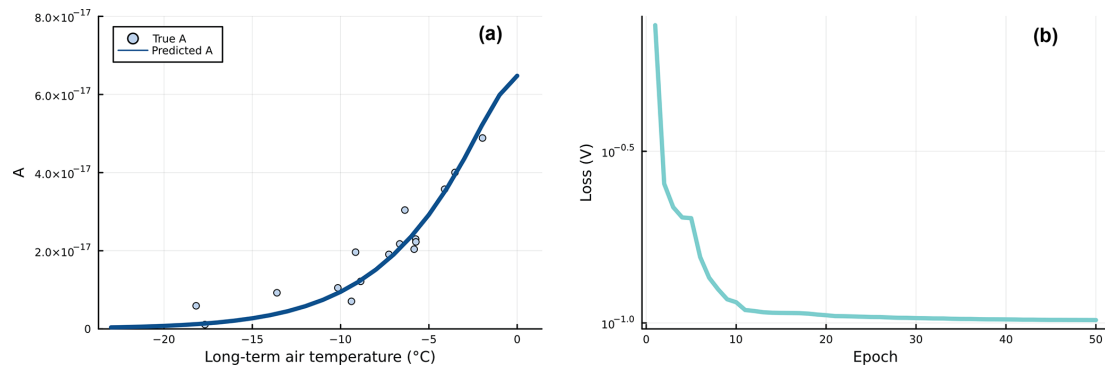 (a)
True A
Predicted A
8.0×10⁻¹⁷
6.0×10⁻¹⁷
4.0×10⁻¹⁷
2.0×10⁻¹⁷
0
A
−20 −15 −10 −5 0
Long-term air temperature (°C)
(b)
10⁻⁰·⁵
10⁻¹·⁰
Loss (V)
0 10 20 30 40 50
Epoch